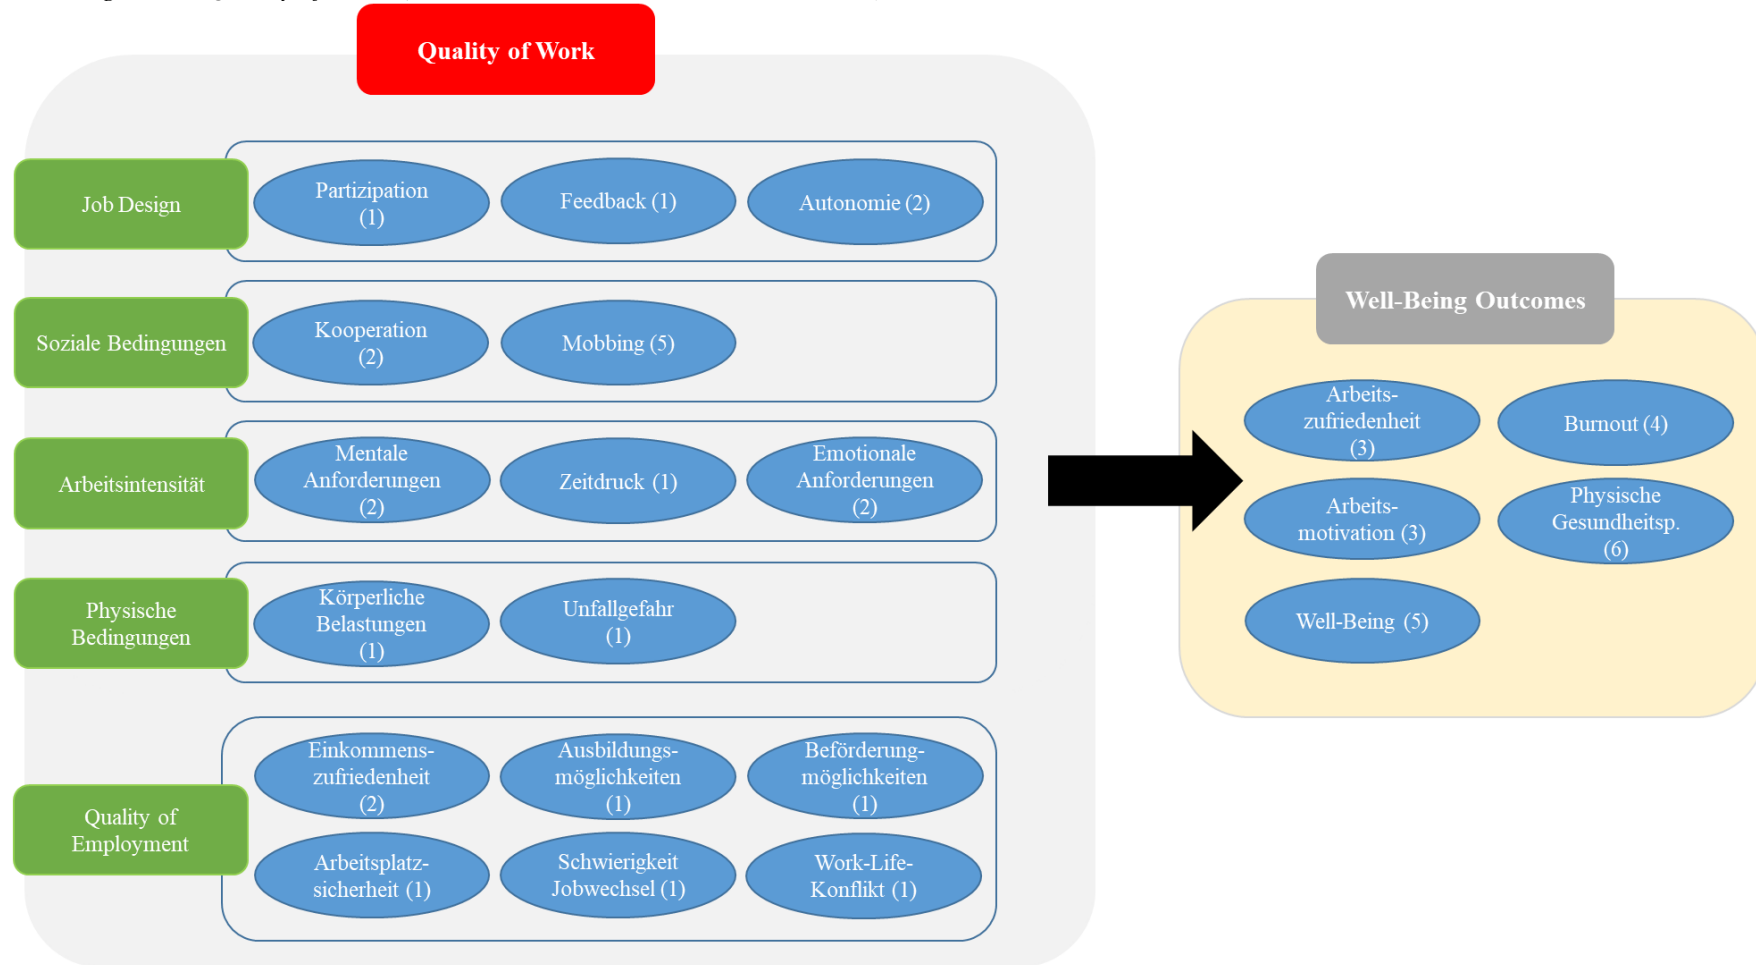 Quality of Work
Job Design
Partizipation
(1)
Feedback (1)
Autonomie (2)
Soziale Bedingungen
Kooperation
(2)
Mobbing (5)
Arbeitsintensität
Mentale
Anforderungen
(2)
Zeitdruck (1)
Emotionale
Anforderungen
(2)
Physische
Bedingungen
Körperliche
Belastungen
(1)
Unfallgefahr
(1)
Quality of
Employment
Einkommens-
zufriedenheit
(2)
Ausbildungs-
möglichkeiten
(1)
Beförderung-
möglichkeiten
(1)
Arbeitsplatz-
sicherheit (1)
Schwierigkeit
Jobwechsel (1)
Work-Life-
Konflikt (1)
Well-Being Outcomes
Arbeits-
zufriedenheit
(3)
Burnout (4)
Arbeits-
motivation (3)
Physische
Gesundheitsp.
(6)
Well-Being (5)